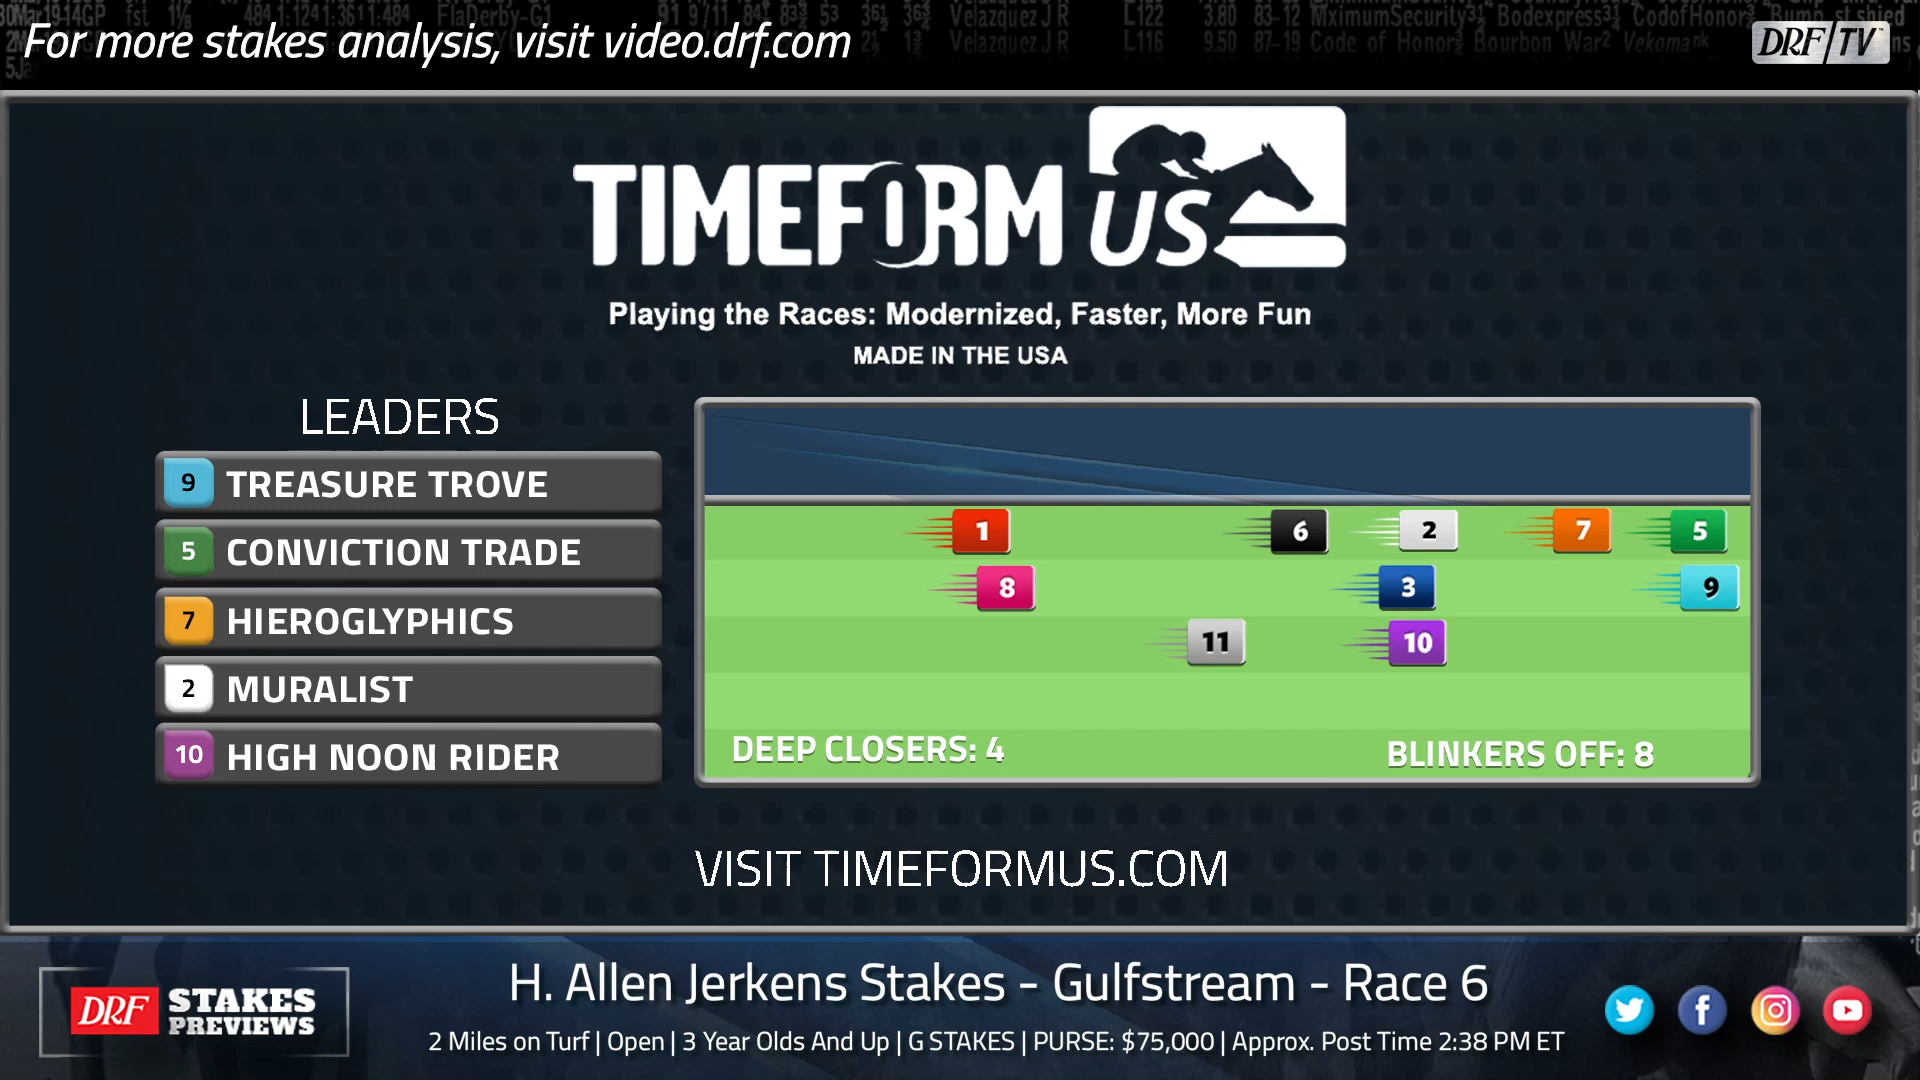 For more stakes analysis, visit video.drf.com
DRF TV
TIMEFORM US
Playing the Races: Modernized, Faster, More Fun
MADE IN THE USA
LEADERS
9 TREASURE TROVE
5 CONVICTION TRADE
7 HIEROGLYPHICS
2 MURALIST
10 HIGH NOON RIDER
1 6 2 7 5
8 3 9
11 10
DEEP CLOSERS: 4
BLINKERS OFF: 8
VISIT TIMEFORMUS.COM
DRF STAKES PREVIEWS
H. Allen Jerkens Stakes - Gulfstream - Race 6
2 Miles on Turf | Open | 3 Year Olds And Up | G STAKES | PURSE: $75,000 | Approx. Post Time 2:38 PM ET